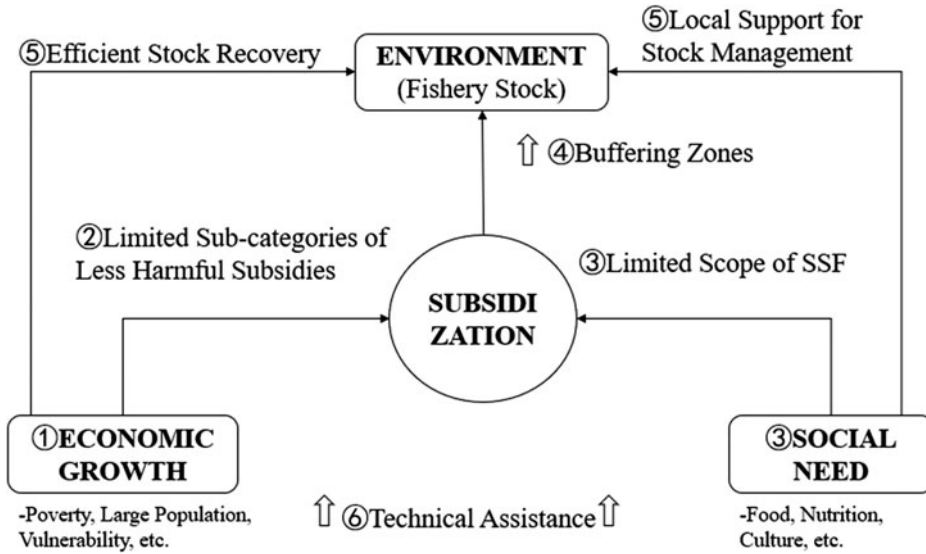 ⑤Efficient Stock Recovery
ENVIRONMENT
(Fishery Stock)
⑤Local Support for
Stock Management
④Buffering Zones
②Limited Sub-categories of
Less Harmful Subsidies
③Limited Scope of SSF
SUBSIDI
ZATION
①ECONOMIC
GROWTH
③SOCIAL
NEED
-Poverty, Large Population,
Vulnerability, etc.
⑥Technical Assistance
-Food, Nutrition,
Culture, etc.